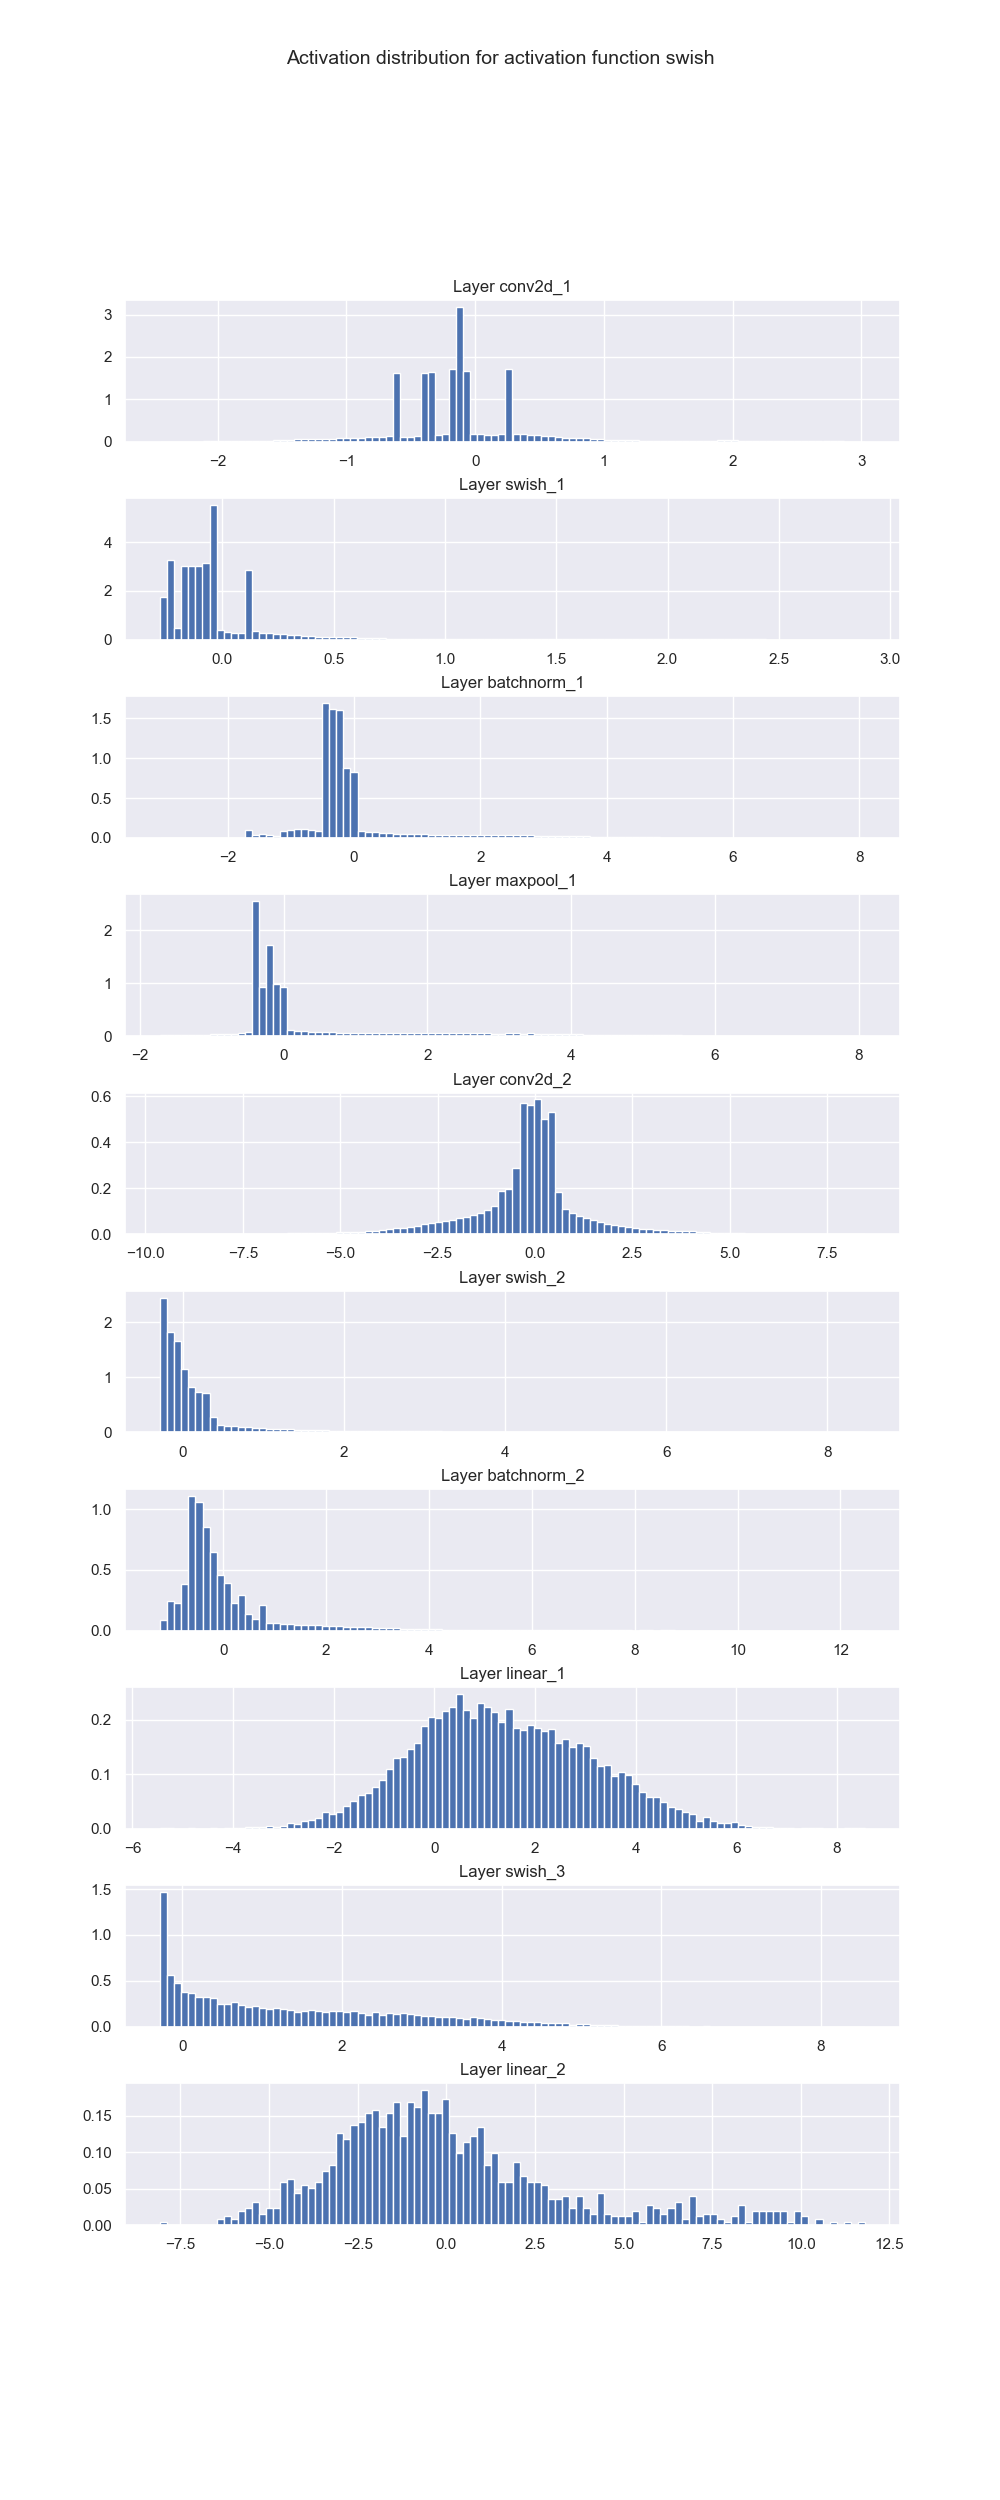 Activation distribution for activation function swish
Layer conv2d_1
3
2
1
0
−2 −1 0 1 2 3
Layer swish_1
4
2
0
0.0 0.5 1.0 1.5 2.0 2.5 3.0
Layer batchnorm_1
1.5
1.0
0.5
0.0
−2 0 2 4 6 8
Layer maxpool_1
2
1
0
−2 0 2 4 6 8
Layer conv2d_2
0.6
0.4
0.2
0.0
−10.0 −7.5 −5.0 −2.5 0.0 2.5 5.0 7.5
Layer swish_2
2
1
0
0 2 4 6 8
Layer batchnorm_2
1.0
0.5
0.0
0 2 4 6 8 10 12
Layer linear_1
0.2
0.1
0.0
−6 −4 −2 0 2 4 6 8
Layer swish_3
1.5
1.0
0.5
0.0
0 2 4 6 8
Layer linear_2
0.15
0.10
0.05
0.00
−7.5 −5.0 −2.5 0.0 2.5 5.0 7.5 10.0 12.5